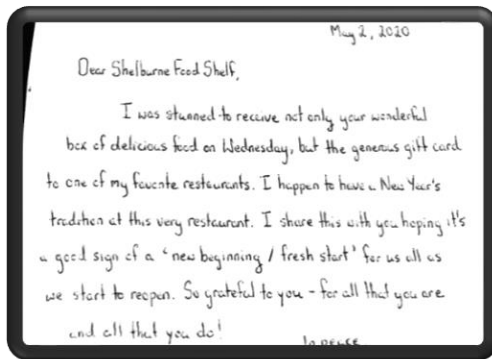 May 2, 2020
Dear Shelburne Food Shelf,
I was stunned to receive not only your wonderful
box of delicious food on Wednesday, but the generous gift card
to one of my favorite restaurants. I happen to have a New Year's
tradition at this very restaurant. I share this with you hoping it's
a good sign of a "new beginning / fresh start" for us all as
we start to reopen. So grateful to you - for all that you are
and all that you do!
In peace